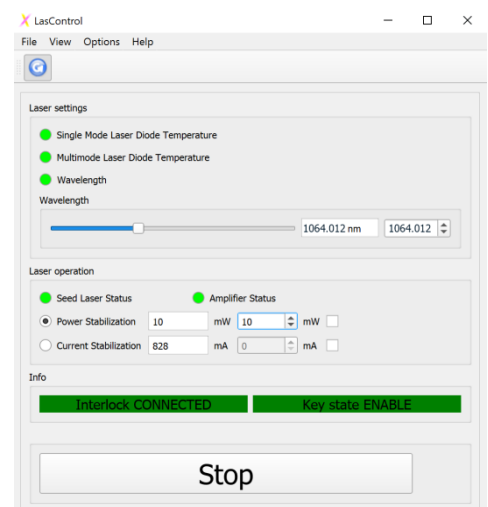 LasControl
File View Options Help
Laser settings
Single Mode Laser Diode Temperature
Multimode Laser Diode Temperature
Wavelength
Wavelength
1064.012 nm 1064.012
Laser operation
Seed Laser Status Amplifier Status
Power Stabilization 10 mW 10 mW
Current Stabilization 828 mA 0 mA
Info
Interlock CONNECTED Key state ENABLE
Stop